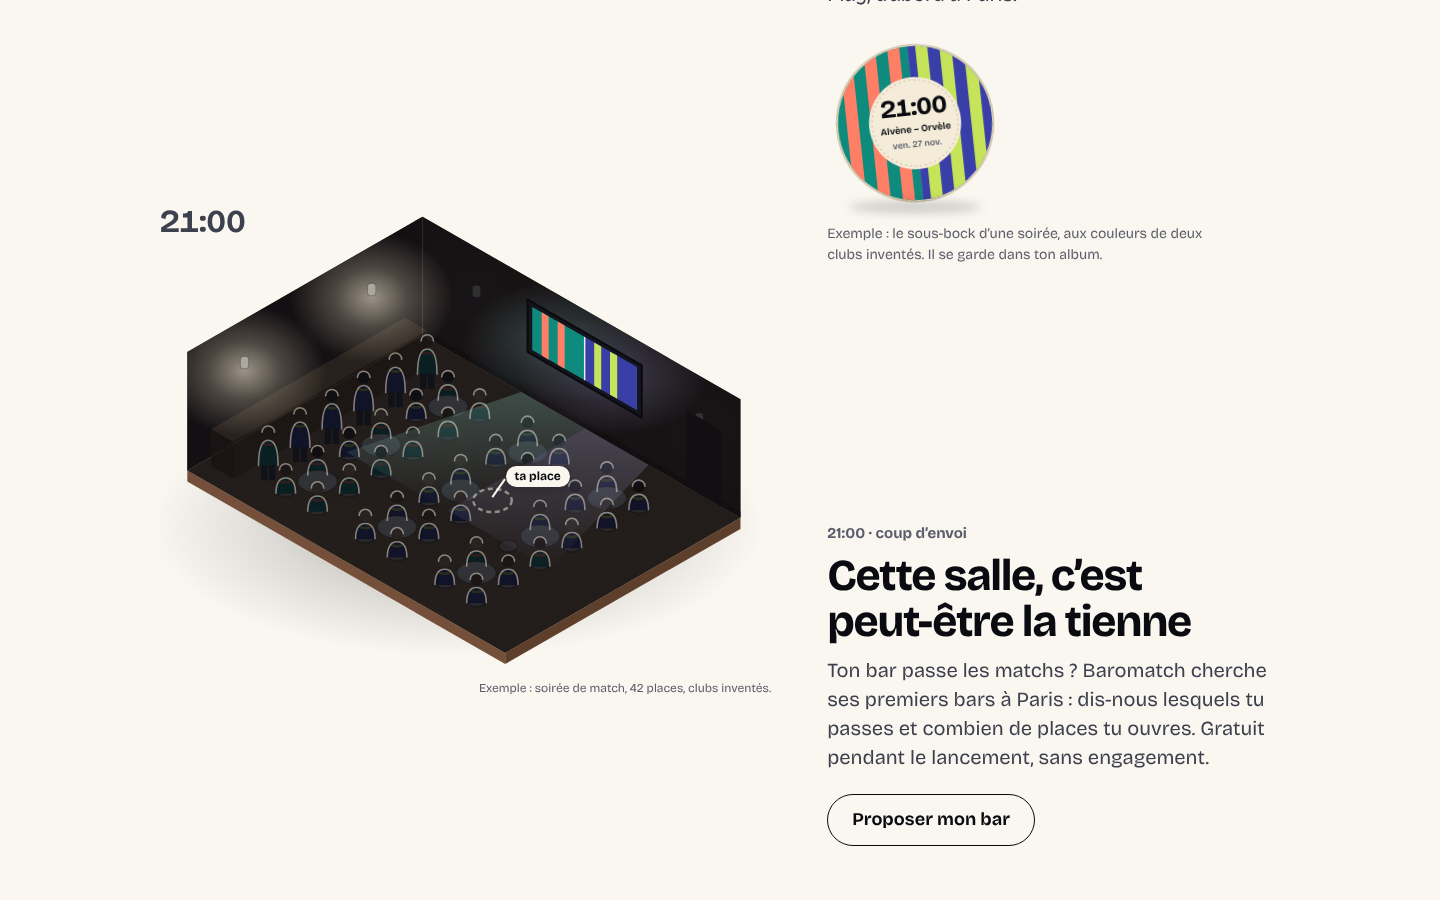 21:00
Alvène – Orvèle
ven. 27 nov.
Exemple : le sous-bock d’une soirée, aux couleurs de deux
clubs inventés. Il se garde dans ton album.
21:00
ta place
Exemple : soirée de match, 42 places, clubs inventés.
21:00 · coup d’envoi
Cette salle, c’est
peut-être la tienne
Ton bar passe les matchs ? Baromatch cherche
ses premiers bars à Paris : dis-nous lesquels tu
passes et combien de places tu ouvres. Gratuit
pendant le lancement, sans engagement.
Proposer mon bar